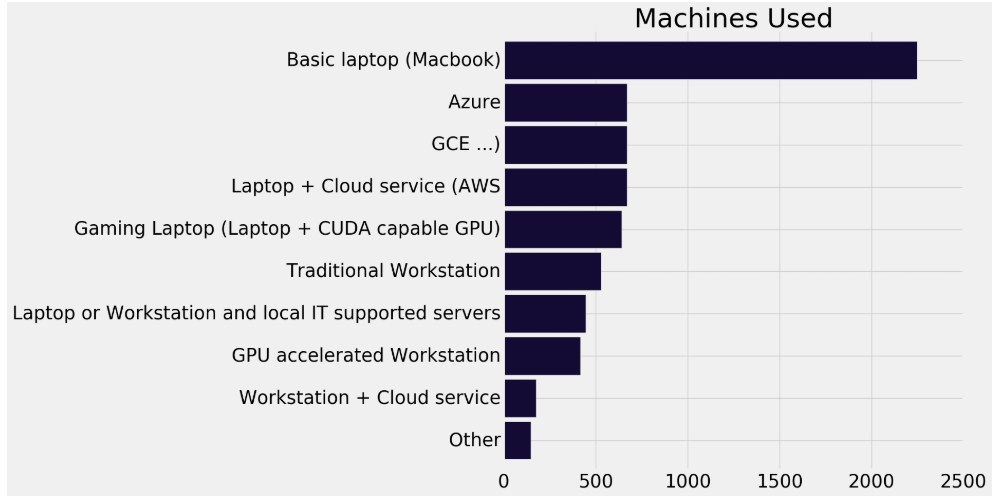 Machines Used
Basic laptop (Macbook)
Azure
GCE ...)
Laptop + Cloud service (AWS
Gaming Laptop (Laptop + CUDA capable GPU)
Traditional Workstation
Laptop or Workstation and local IT supported servers
GPU accelerated Workstation
Workstation + Cloud service
Other
0 500 1000 1500 2000 2500